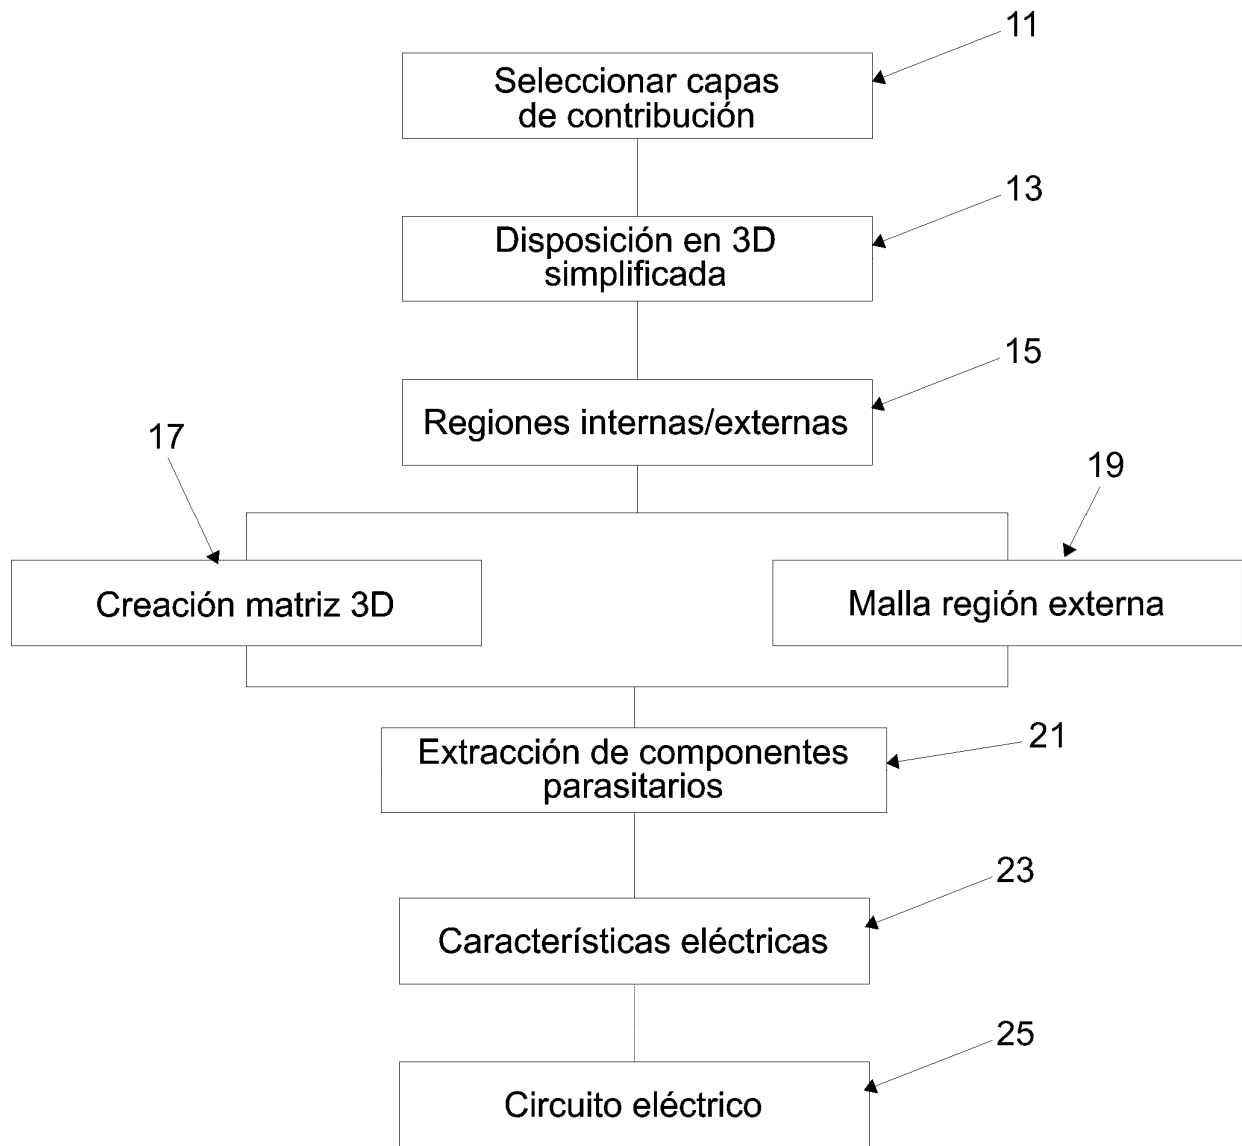 11
Seleccionar capas
de contribución
13
Disposición en 3D
simplificada
15
Regiones internas/externas
17
19
Creación matriz 3D
Malla región externa
21
Extracción de componentes
parasitarios
23
Características eléctricas
25
Circuito eléctrico